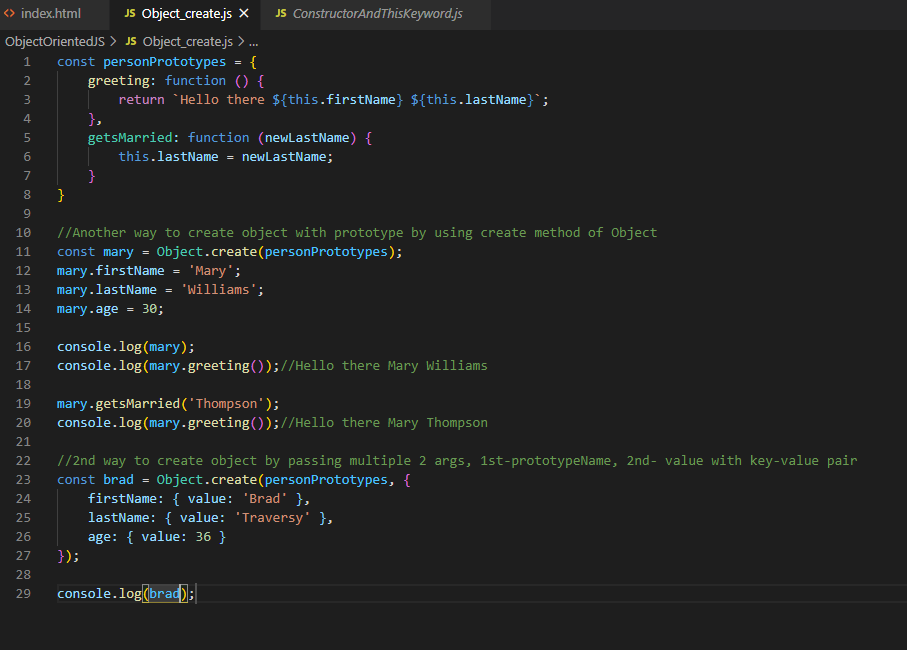 index.html JS Object_create.js JS ConstructorAndThisKeyword.js
ObjectOrientedJS > JS Object_create.js > ...
1 const personPrototypes = {
2     greeting: function () {
3         return `Hello there ${this.firstName} ${this.lastName}`;
4     },
5     getsMarried: function (newLastName) {
6         this.lastName = newLastName;
7     }
8 }
9
10 //Another way to create object with prototype by using create method of Object
11 const mary = Object.create(personPrototypes);
12 mary.firstName = 'Mary';
13 mary.lastName = 'Williams';
14 mary.age = 30;
15
16 console.log(mary);
17 console.log(mary.greeting());//Hello there Mary Williams
18
19 mary.getsMarried('Thompson');
20 console.log(mary.greeting());//Hello there Mary Thompson
21
22 //2nd way to create object by passing multiple 2 args, 1st-prototypeName, 2nd- value with key-value pair
23 const brad = Object.create(personPrototypes, {
24     firstName: { value: 'Brad' },
25     lastName: { value: 'Traversy' },
26     age: { value: 36 }
27 });
28
29 console.log(brad);